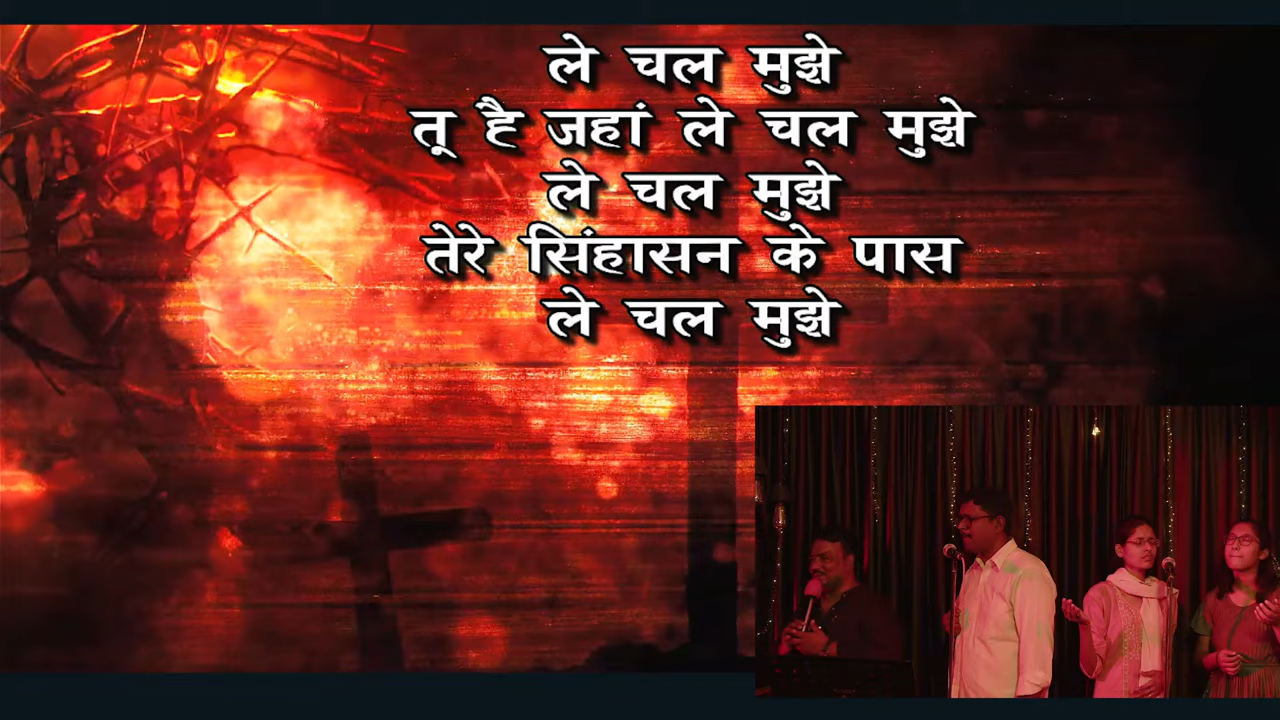 ले चल मुझे
तू है जहां ले चल मुझे
ले चल मुझे
तेरे सिंहासन के पास
ले चल मुझे